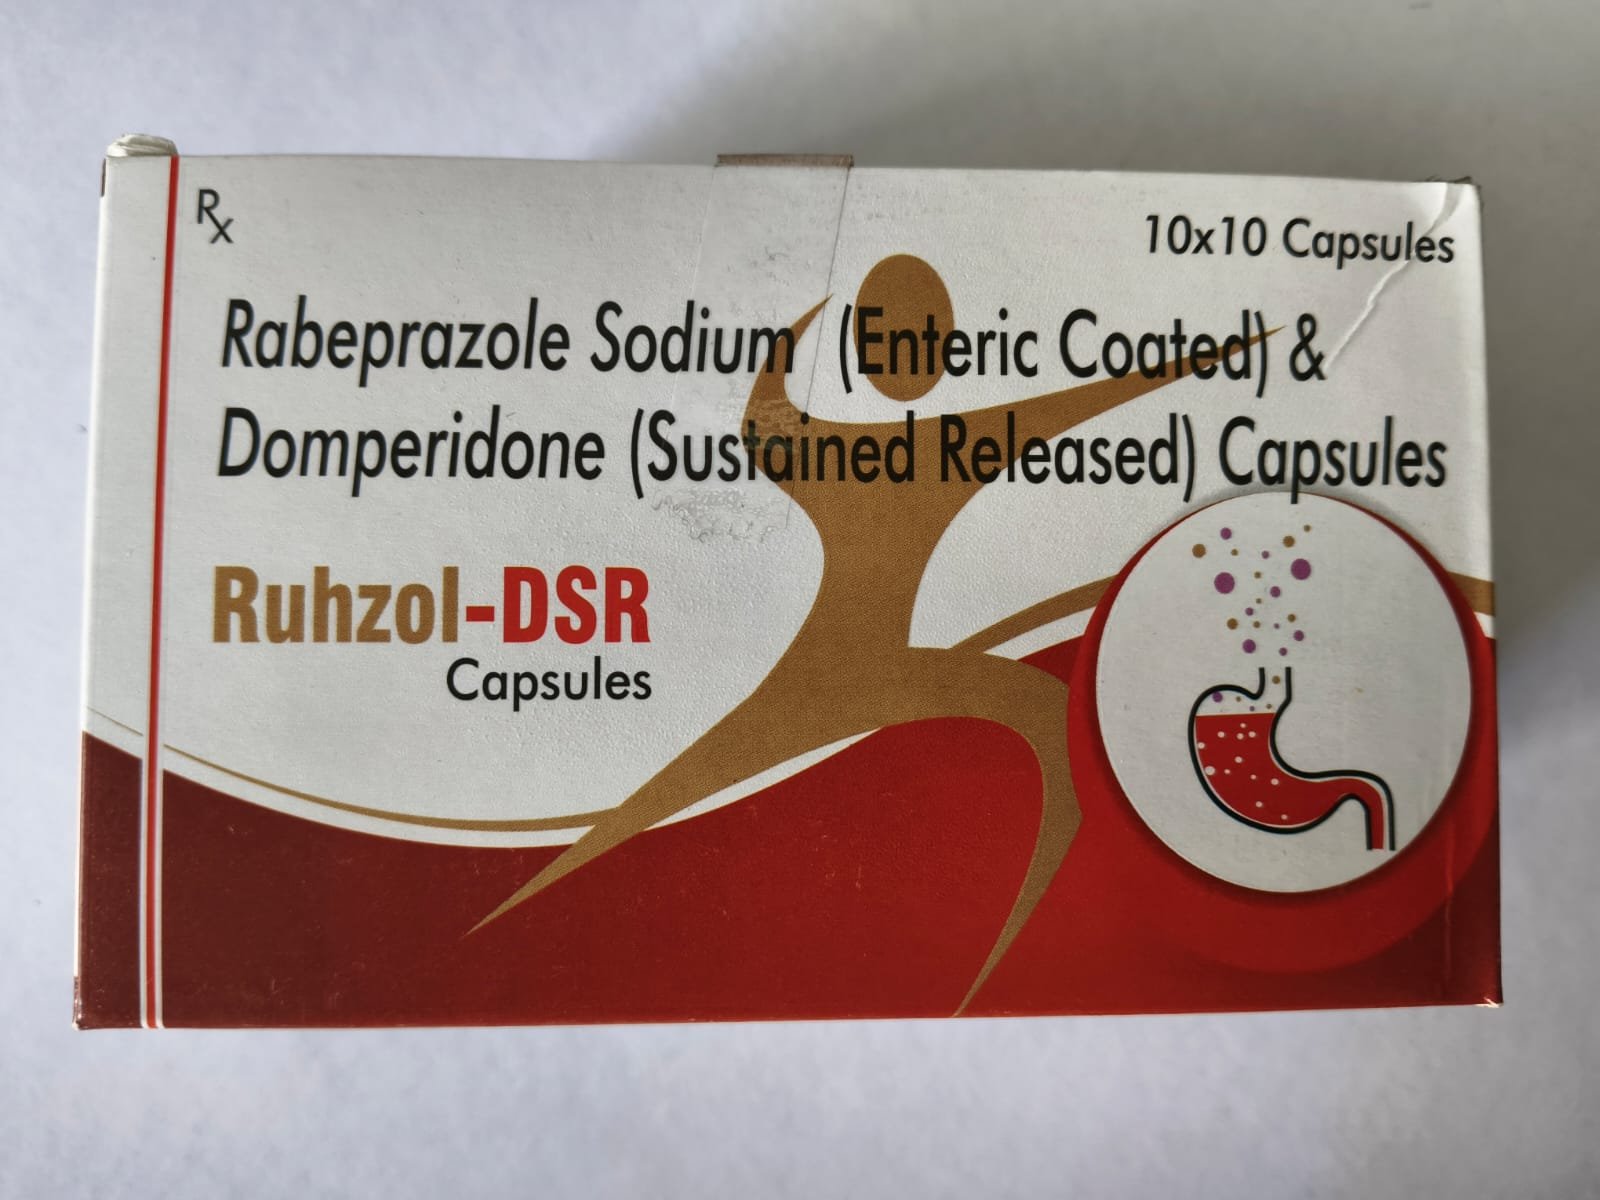 Rx
10x10 Capsules
Rabeprazole Sodium (Enteric Coated) &
Domperidone (Sustained Released) Capsules
Ruhzol-DSR
Capsules